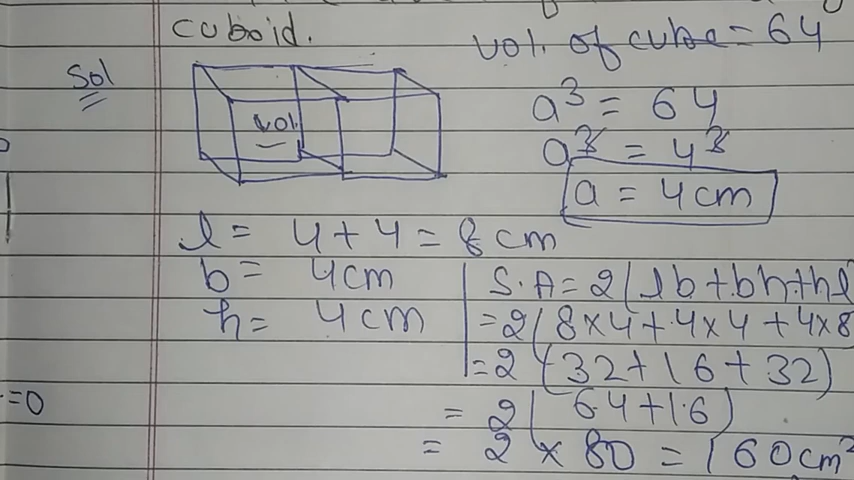 cuboid.
vol. of cube = 64
Sol
vol.
a³ = 64
a³ = 4³
a = 4cm
l = 4 + 4 = 8 cm
b = 4cm
h = 4cm
S.A = 2(lb + bh + hl
= 2(8×4 + 4×4 + 4×8
= 2(32 + 16 + 32)
= 2(64 + 16)
= 2 × 80 = 160cm²
=0